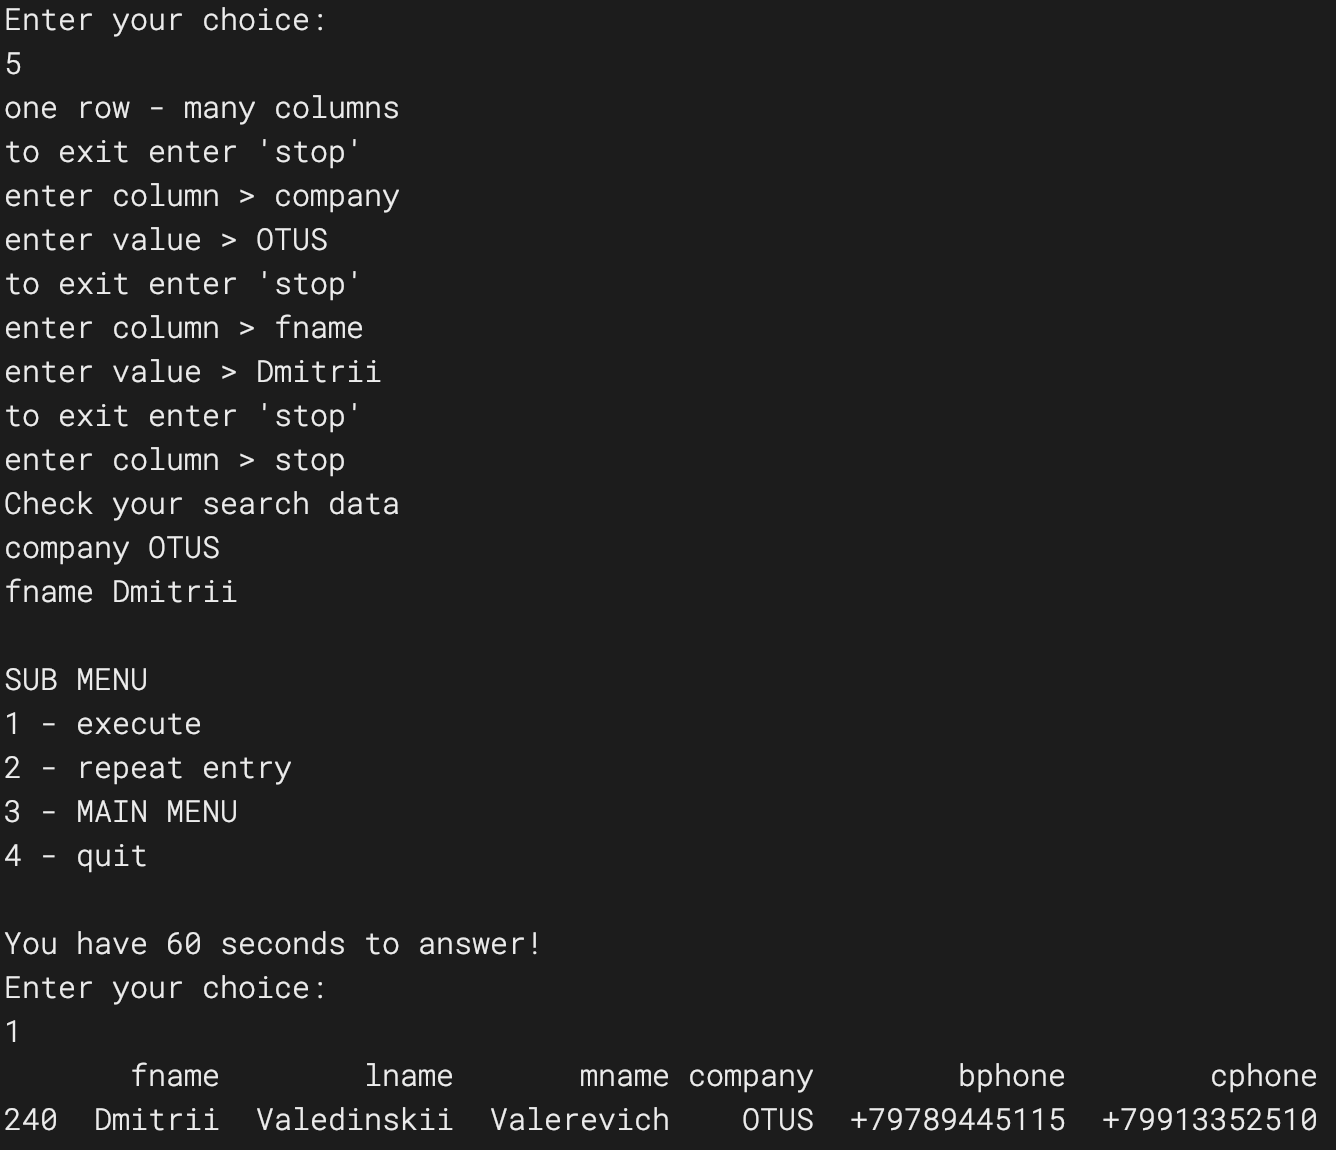 Enter your choice:
5
one row - many columns
to exit enter 'stop'
enter column > company
enter value > OTUS
to exit enter 'stop'
enter column > fname
enter value > Dmitrii
to exit enter 'stop'
enter column > stop
Check your search data
company OTUS
fname Dmitrii
SUB MENU
1 - execute
2 - repeat entry
3 - MAIN MENU
4 - quit
You have 60 seconds to answer!
Enter your choice:
1
fname lname mname company bphone cphone
240 Dmitrii Valedinskii Valerevich OTUS +79789445115 +79913352510